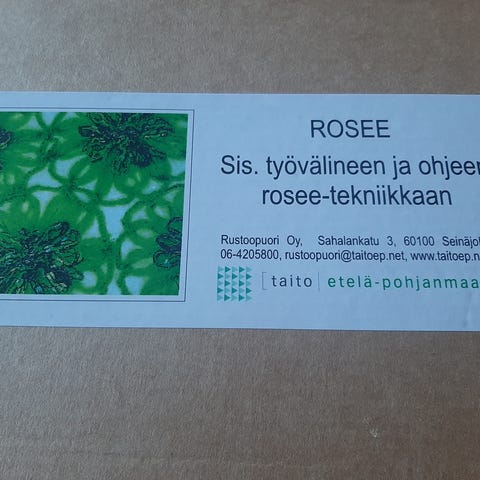 ROSEE
Sis. työvälineen ja ohjeen
rosee-tekniikkaan
Rustoopuori Oy, Sahalankatu 3, 60100 Seinäjo
06-4205800, rustoopuori@taitoep.net, www.taitoep.n
[taito| etelä-pohjanmaa